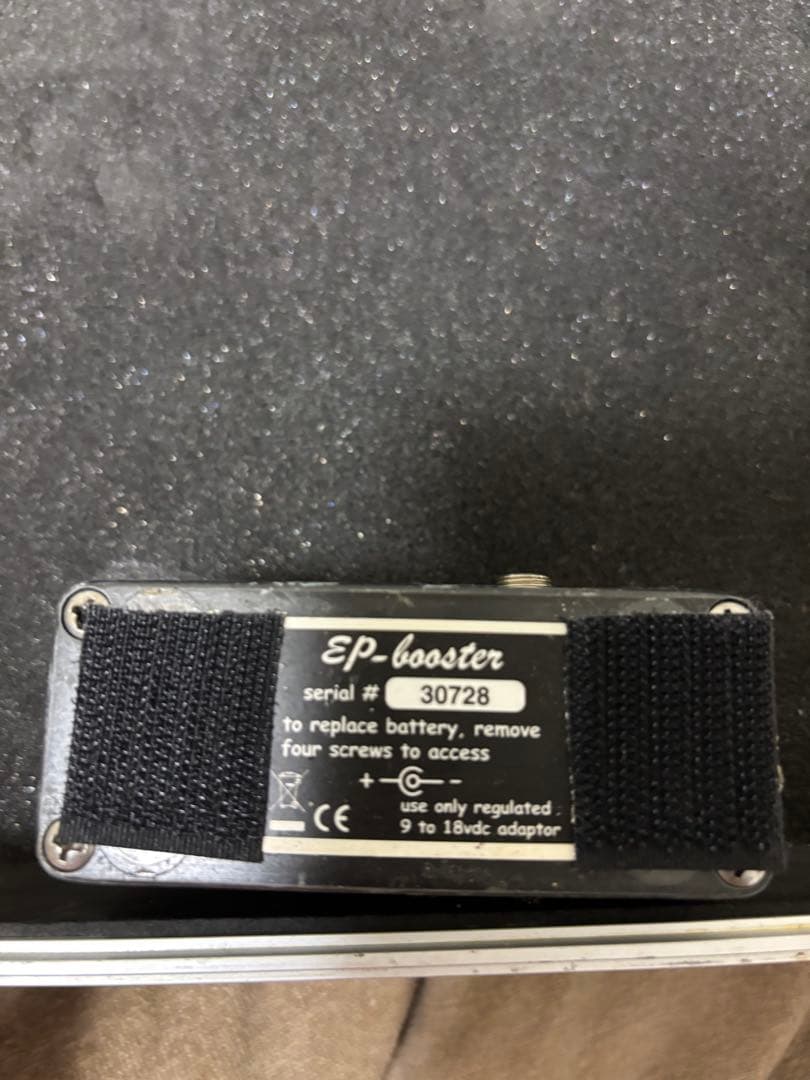 EP-booster
serial # 30728
to replace battery, remove
four screws to access
+ -
use only regulated
CE 9 to 18vdc adaptor